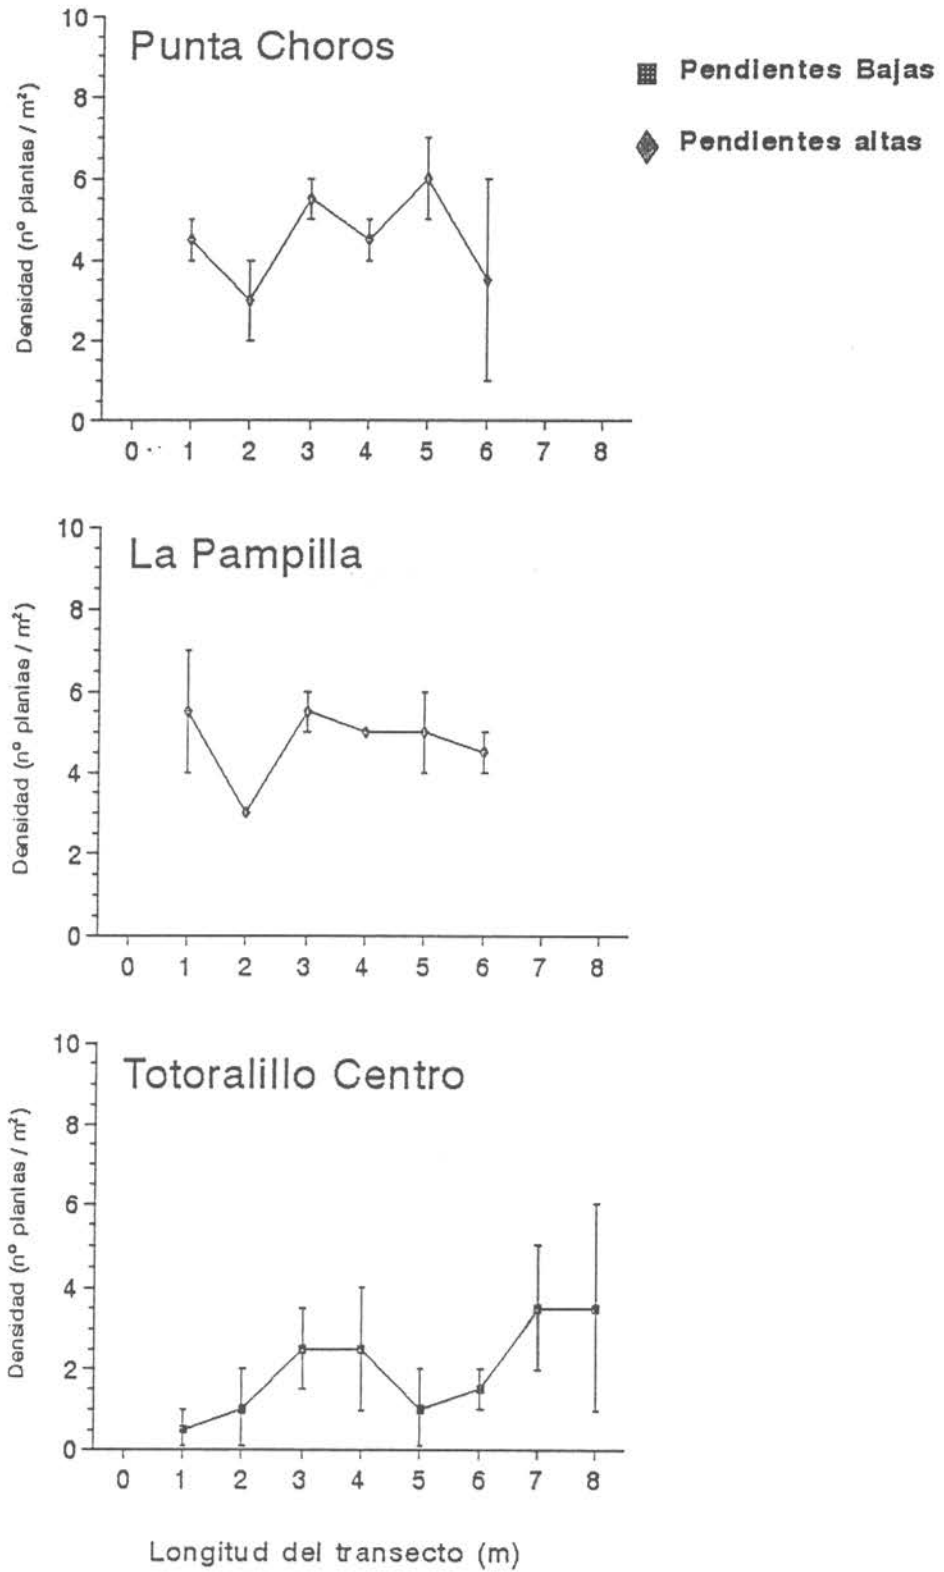 Punta Choros
Pendientes Bajas
Pendientes altas
Densidad (nº plantas / m²)
10
8
6
4
2
0
0 1 2 3 4 5 6 7 8
La Pampilla
Densidad (nº plantas / m²)
10
8
6
4
2
0
0 1 2 3 4 5 6 7 8
Totoralillo Centro
Densidad (nº plantas / m²)
10
8
6
4
2
0
0 1 2 3 4 5 6 7 8
Longitud del transecto (m)